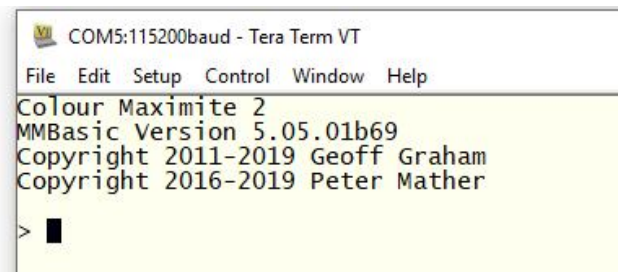 COM5:115200baud - Tera Term VT
File Edit Setup Control Window Help
Colour Maximite 2
MMBasic Version 5.05.01b69
Copyright 2011-2019 Geoff Graham
Copyright 2016-2019 Peter Mather
>